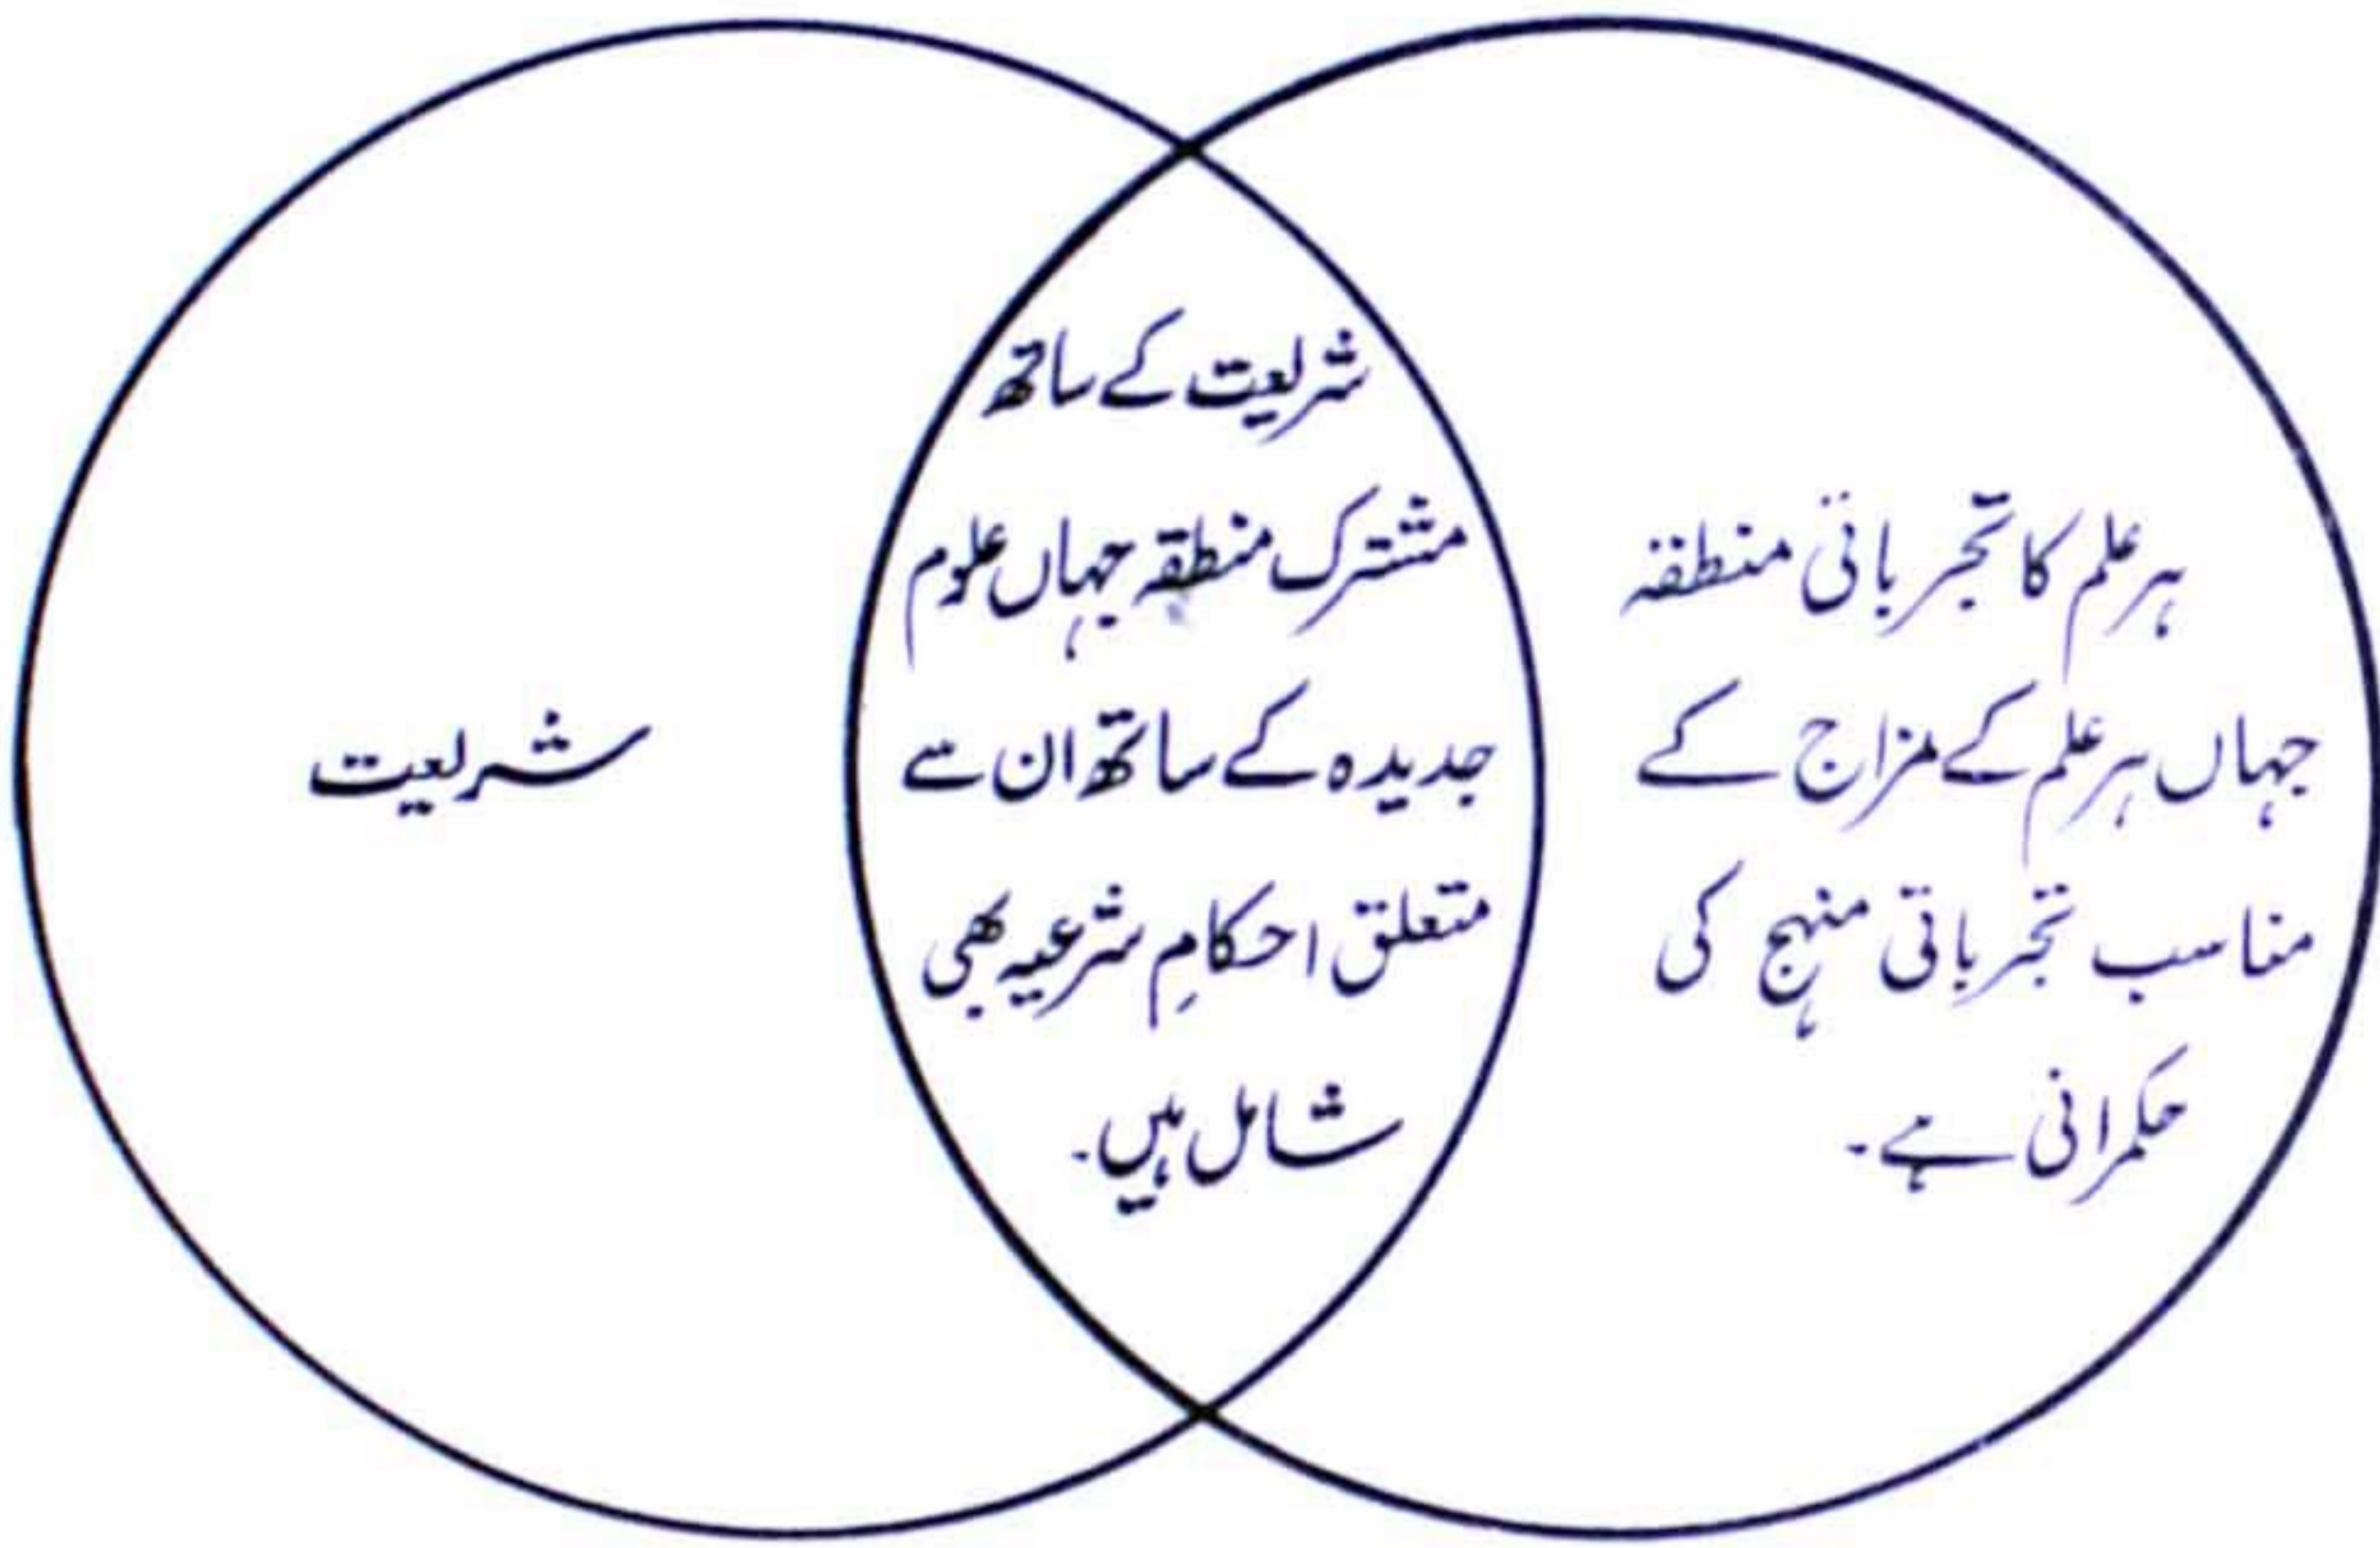 ہر علم کا تجرباتی منطقہ
جہاں ہر علم کے مزاج کے
مناسب تجرباتی منہج کی
حکمرانی ہے۔
شریعت کے ساتھ
مشترک منطقہ جہاں علوم
جدیدہ کے ساتھ ان سے
متعلق احکامِ شرعیہ بھی
شامل ہیں۔
شریعت